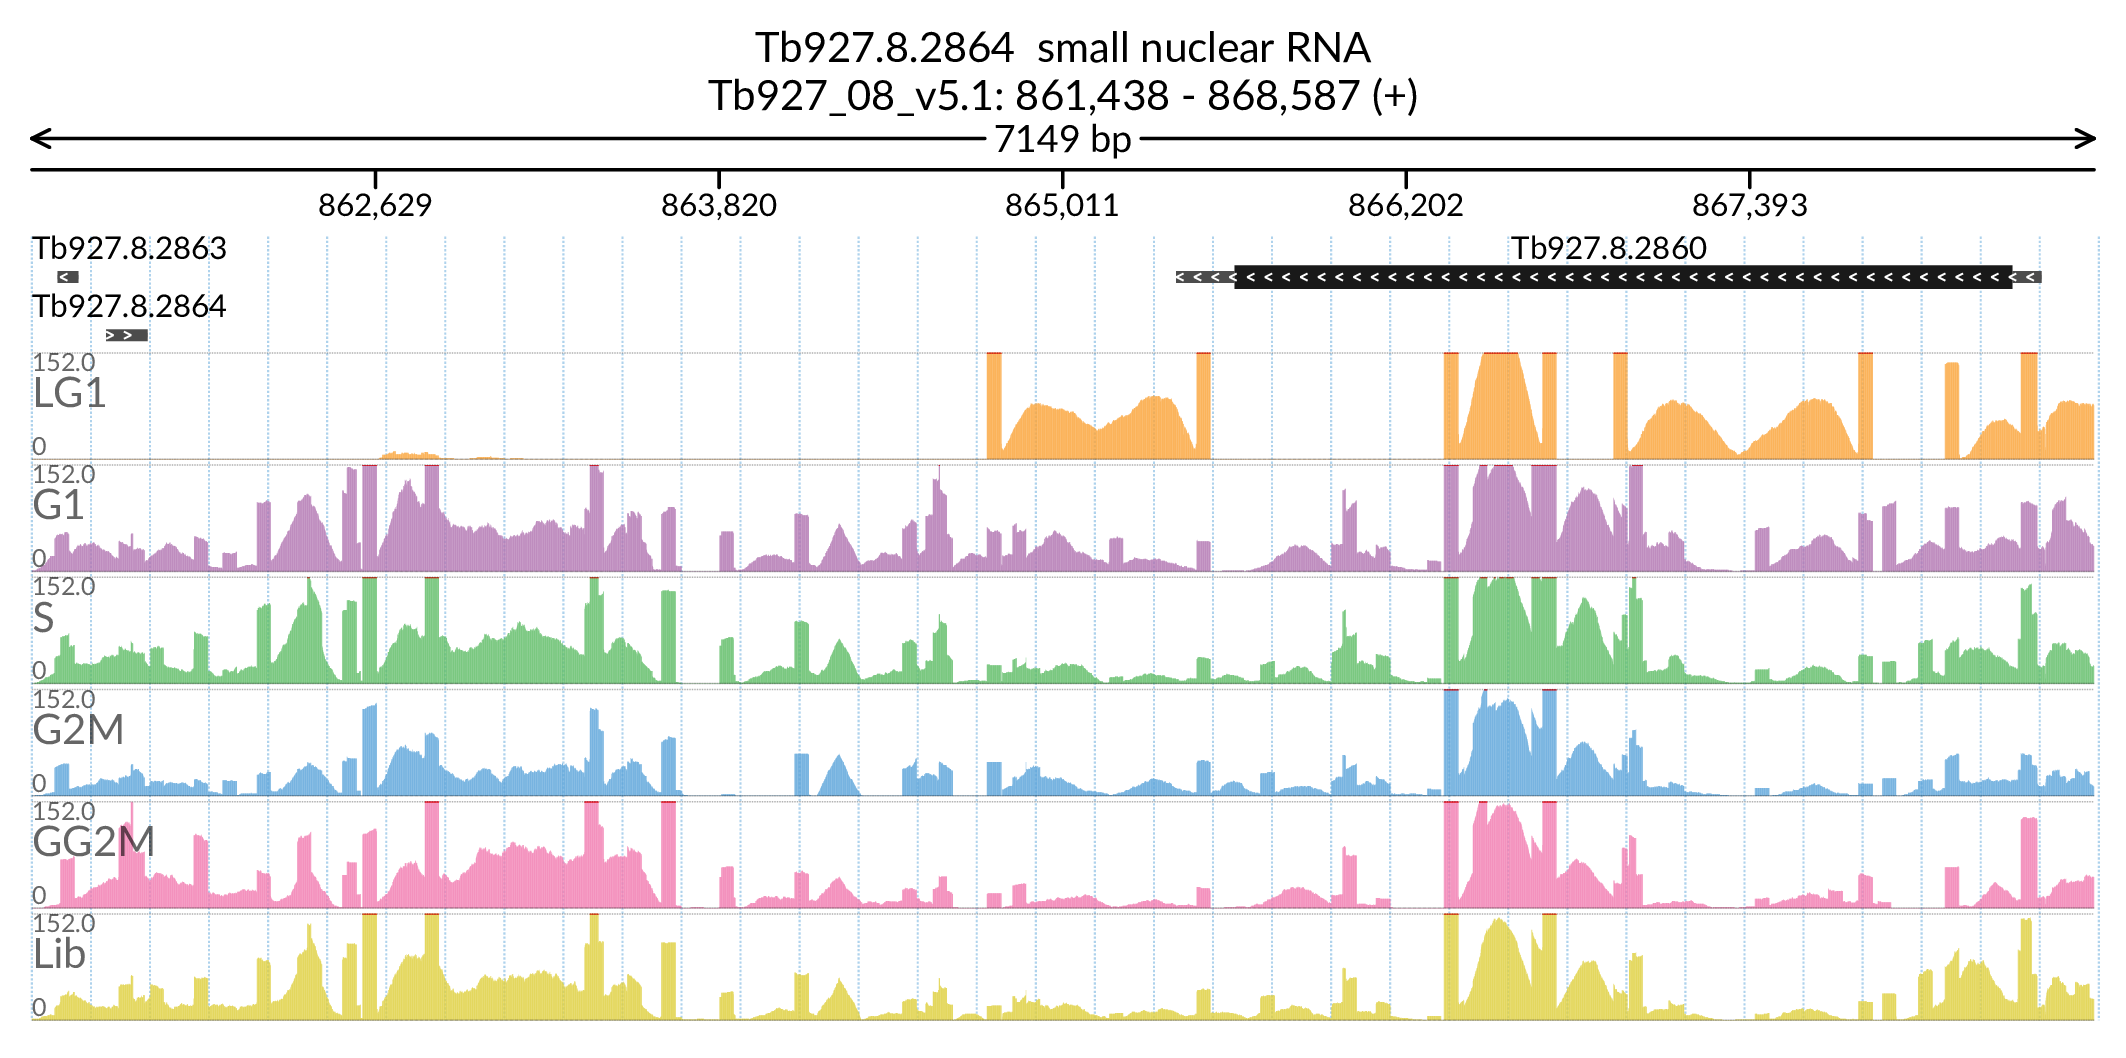 Tb927.8.2864 small nuclear RNA
Tb927_08_v5.1: 861,438 - 868,587 (+)
7149 bp
862,629 863,820 865,011 866,202 867,393
Tb927.8.2863 Tb927.8.2860
Tb927.8.2864
152.0
LG1
0
152.0
G1
0
152.0
S
0
152.0
G2M
0
152.0
GG2M
0
152.0
Lib
0